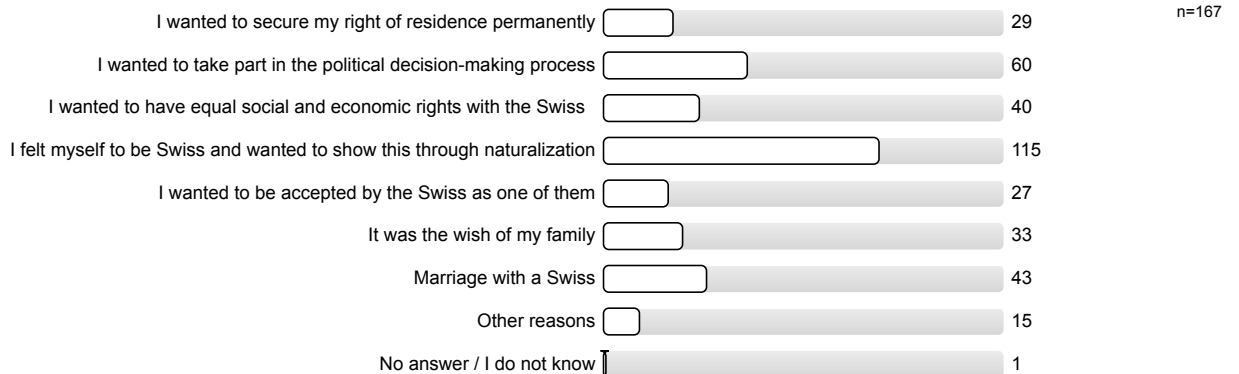 I wanted to secure my right of residence permanently 29 n=167
I wanted to take part in the political decision-making process 60
I wanted to have equal social and economic rights with the Swiss 40
I felt myself to be Swiss and wanted to show this through naturalization 115
I wanted to be accepted by the Swiss as one of them 27
It was the wish of my family 33
Marriage with a Swiss 43
Other reasons 15
No answer / I do not know 1